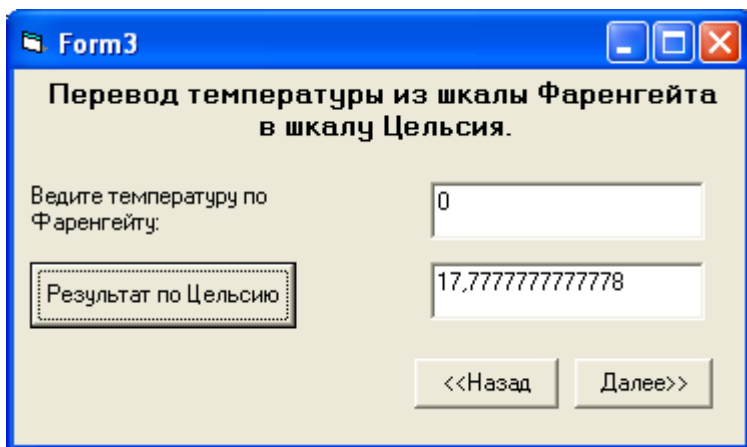 Form3
Перевод температуры из шкалы Фаренгейта
в шкалу Цельсия.
Ведите температуру по
Фаренгейту:
0
Результат по Цельсию
17,7777777777778
<<Назад
Далее>>